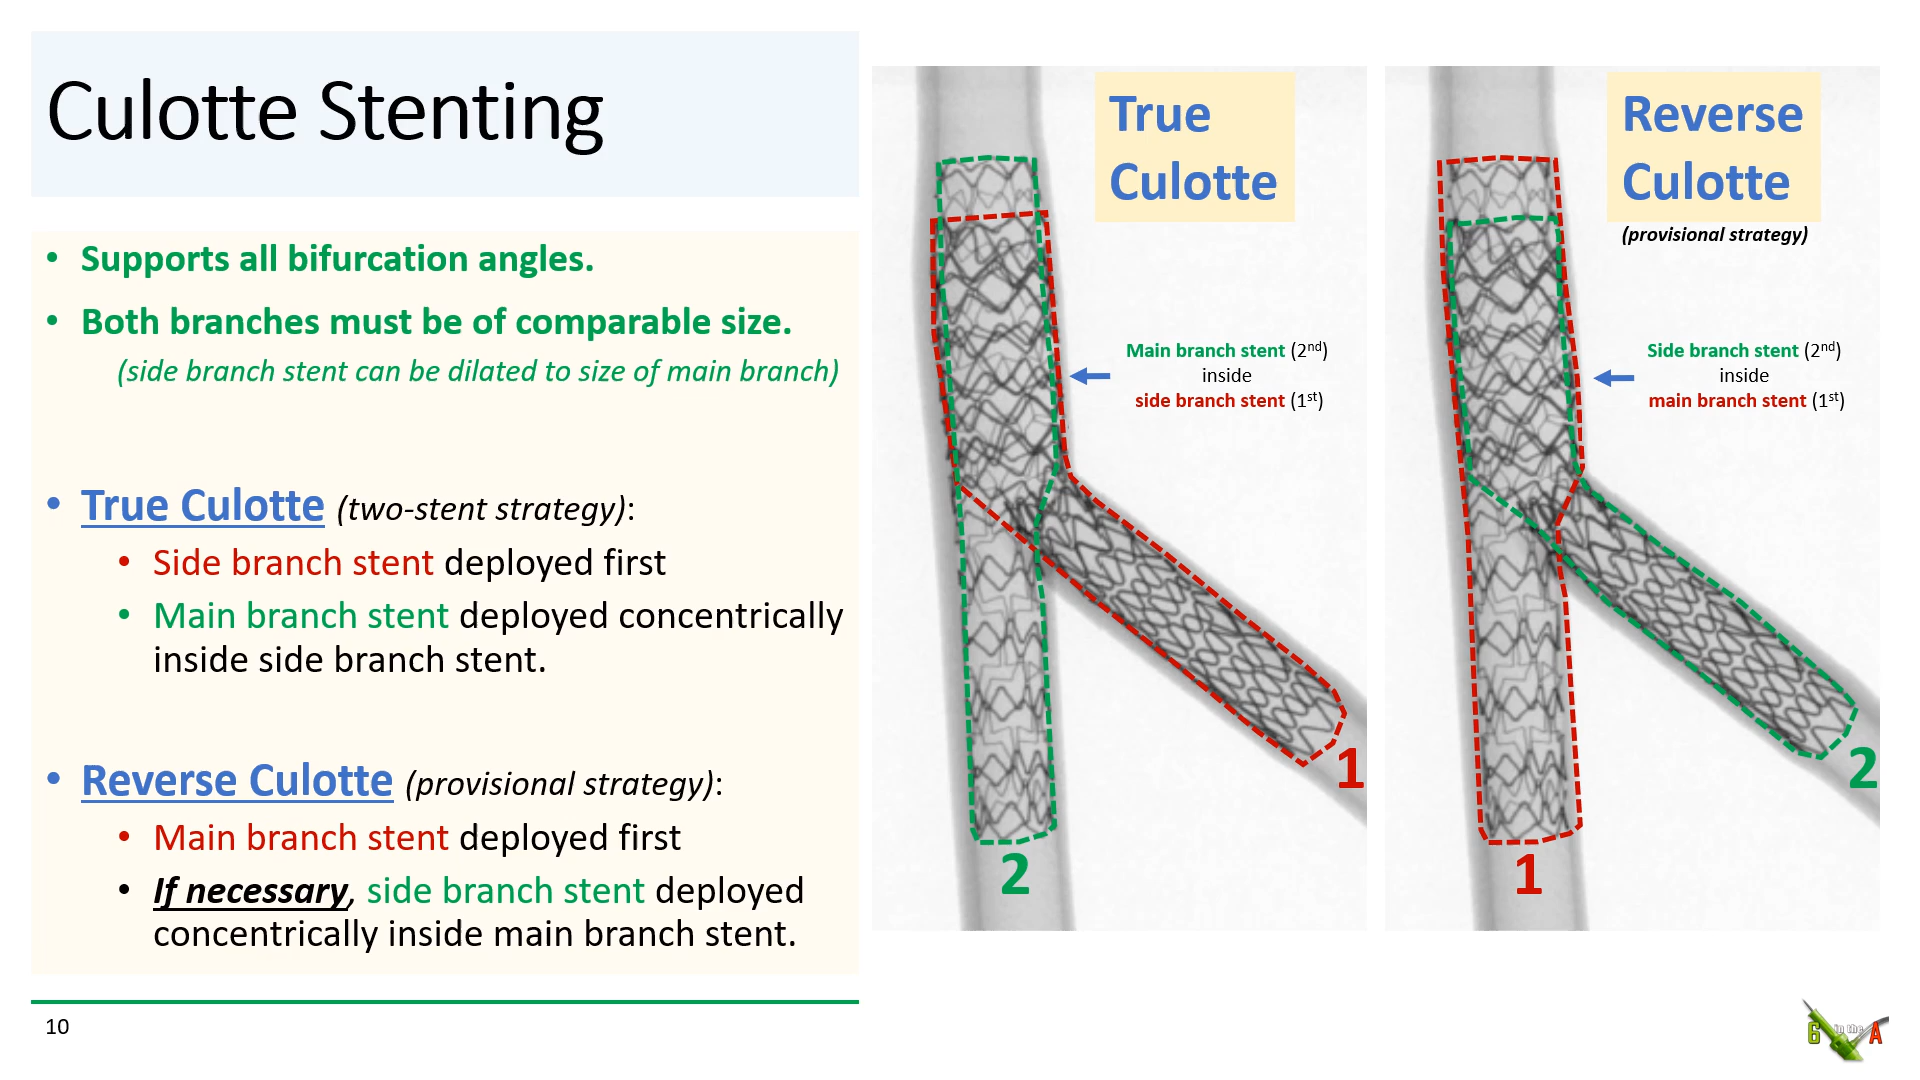 Culotte Stenting
• Supports all bifurcation angles.
• Both branches must be of comparable size.
(side branch stent can be dilated to size of main branch)
• True Culotte (two-stent strategy):
• Side branch stent deployed first
• Main branch stent deployed concentrically
inside side branch stent.
• Reverse Culotte (provisional strategy):
• Main branch stent deployed first
• If necessary, side branch stent deployed
concentrically inside main branch stent.
10
True
Culotte
Main branch stent (2nd)
inside
side branch stent (1st)
1
2
Reverse
Culotte
(provisional strategy)
Side branch stent (2nd)
inside
main branch stent (1st)
2
1
6 in the A